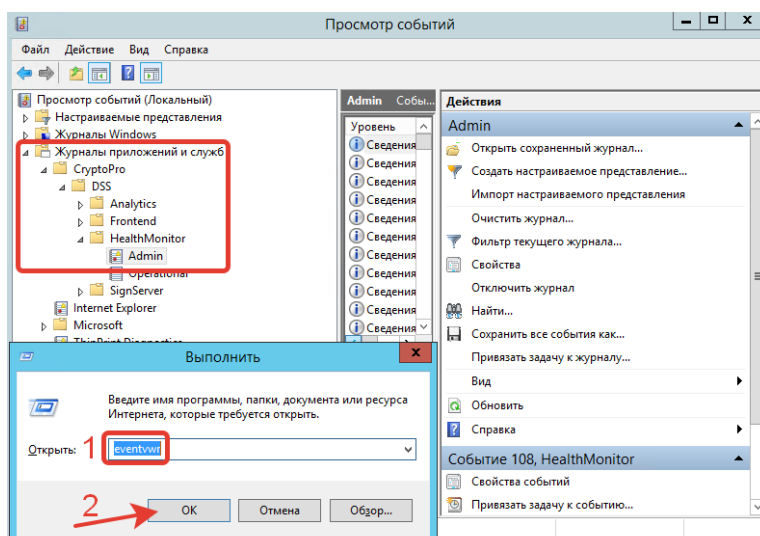 Просмотр событий
Файл Действие Вид Справка
Просмотр событий (Локальный)
Настраиваемые представления
Журналы Windows
Журналы приложений и служб
CryptoPro
DSS
Analytics
Frontend
HealthMonitor
Admin
Operational
SignServer
Internet Explorer
Microsoft
ThinPrint Diagnostics
Admin Собы...
Уровень
Сведения
Сведения
Сведения
Сведения
Сведения
Сведения
Сведения
Сведения
Сведения
Сведения
Сведения
Действия
Admin
Открыть сохраненный журнал...
Создать настраиваемое представление...
Импорт настраиваемого представления
Очистить журнал...
Фильтр текущего журнала...
Свойства
Отключить журнал
Найти...
Сохранить все события как...
Привязать задачу к журналу...
Вид
Обновить
Справка
Событие 108, HealthMonitor
Свойства событий
Привязать задачу к событию...
Выполнить
Введите имя программы, папки, документа или ресурса
Интернета, которые требуется открыть.
Открыть: 1 eventvwr
2
ОК Отмена Обзор...